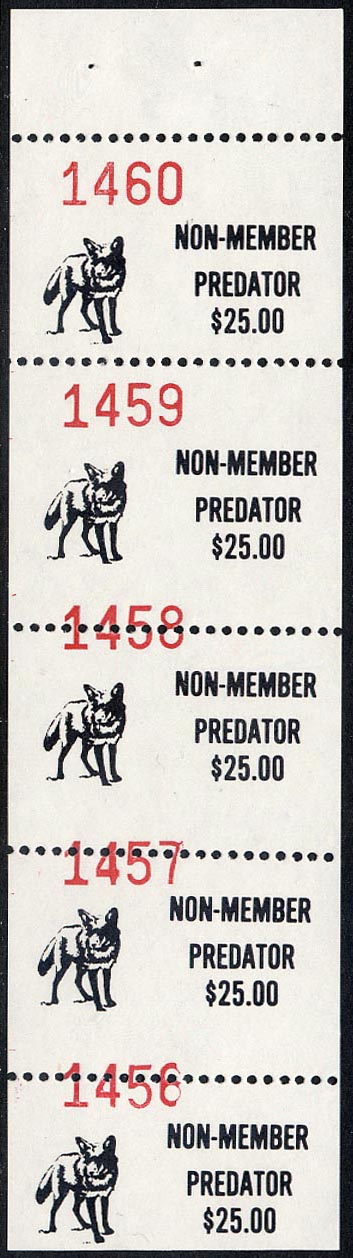 1460
NON-MEMBER
PREDATOR
$25.00
1459
NON-MEMBER
PREDATOR
$25.00
1458
NON-MEMBER
PREDATOR
$25.00
1457
NON-MEMBER
PREDATOR
$25.00
1456
NON-MEMBER
PREDATOR
$25.00